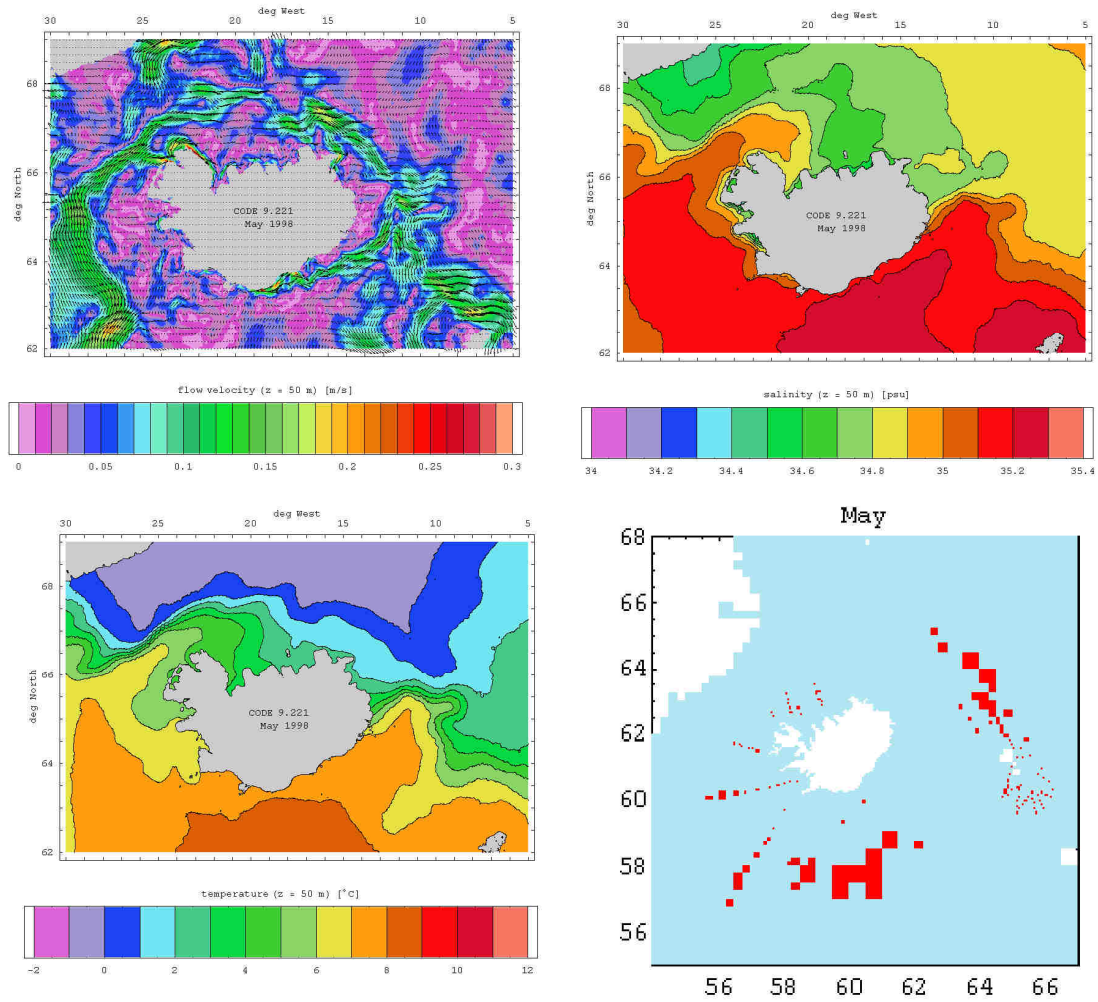 deg West
30 25 20 15 10 5
68
66
64
62
deg North
CODE 9.221
May 1998
flow velocity (z = 50 m) [m/s]
0 0.05 0.1 0.15 0.2 0.25 0.3
deg West
30 25 20 15 10 5
68
66
64
62
deg North
CODE 9.221
May 1998
salinity (z = 50 m) [psu]
34 34.2 34.4 34.6 34.8 35 35.2 35.4
deg West
30 25 20 15 10 5
68
66
64
62
deg North
CODE 9.221
May 1998
temperature (z = 50 m) [°C]
-2 0 2 4 6 8 10 12
May
68
66
64
62
60
58
56
56 58 60 62 64 66